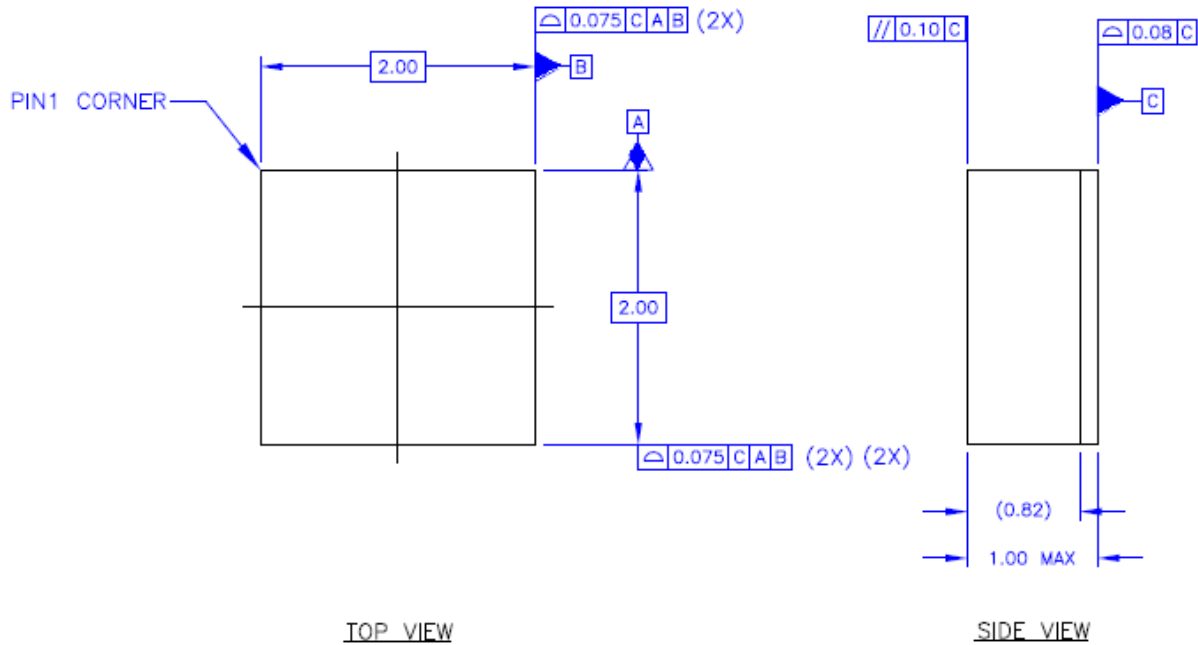 ⌓ 0.075 C A B (2X)
2.00
B
PIN1 CORNER
A
2.00
⌓ 0.075 C A B (2X) (2X)
// 0.10 C
⌓ 0.08 C
C
(0.82)
1.00 MAX
TOP VIEW
SIDE VIEW